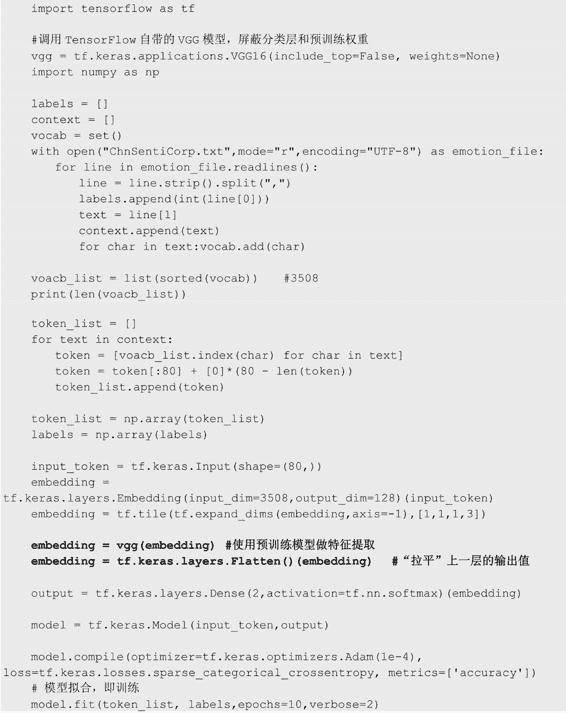 import tensorflow as tf
#调用 TensorFlow 自带的 VGG 模型，屏蔽分类层和预训练权重
vgg = tf.keras.applications.VGG16(include_top=False, weights=None)
import numpy as np
labels = []
context = []
vocab = set()
with open("ChnSentiCorp.txt",mode="r",encoding="UTF-8") as emotion_file:
for line in emotion_file.readlines():
line = line.strip().split(",")
labels.append(int(line[0]))
text = line[1]
context.append(text)
for char in text:vocab.add(char)
voacb_list = list(sorted(vocab)) #3508
print(len(voacb_list))
token_list = []
for text in context:
token = [voacb_list.index(char) for char in text]
token = token[:80] + [0]*(80 - len(token))
token_list.append(token)
token_list = np.array(token_list)
labels = np.array(labels)
input_token = tf.keras.Input(shape=(80,))
embedding =
tf.keras.layers.Embedding(input_dim=3508,output_dim=128)(input_token)
embedding = tf.tile(tf.expand_dims(embedding,axis=-1),[1,1,1,3])
embedding = vgg(embedding) #使用预训练模型做特征提取
embedding = tf.keras.layers.Flatten()(embedding) #“拉平”上一层的输出值
output = tf.keras.layers.Dense(2,activation=tf.nn.softmax)(embedding)
model = tf.keras.Model(input_token,output)
model.compile(optimizer=tf.keras.optimizers.Adam(1e-4),
loss=tf.keras.losses.sparse_categorical_crossentropy, metrics=['accuracy'])
# 模型拟合，即训练
model.fit(token_list, labels,epochs=10,verbose=2)